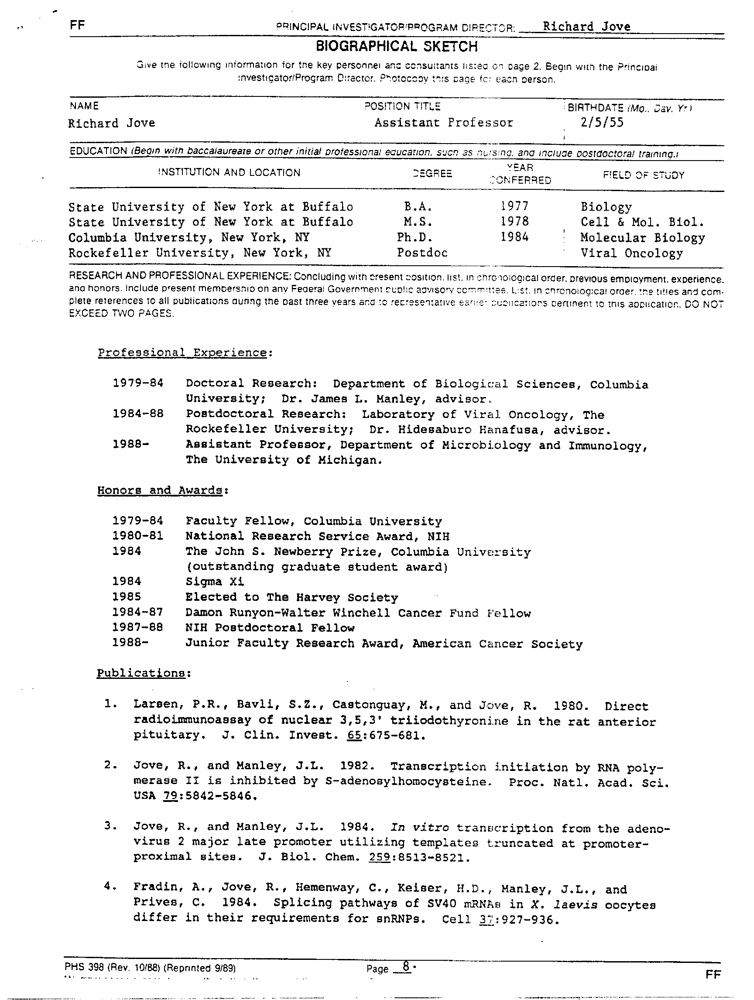 FF
PRINCIPAL INVESTIGATOR/PROGRAM DIRECTOR: Richard Jove
BIOGRAPHICAL SKETCH
Give the following information for the key personnel and consultants listed on page 2. Begin with the Principal
Investigator/Program Director. Photocopy this page for each person.
NAME POSITION TITLE BIRTHDATE (Mo., Day, Yr.)
Richard Jove Assistant Professor 2/5/55
EDUCATION (Begin with baccalaureate or other initial professional education, such as nursing, and include postdoctoral training.)
INSTITUTION AND LOCATION DEGREE YEAR CONFERRED FIELD OF STUDY
State University of New York at Buffalo B.A. 1977 Biology
State University of New York at Buffalo M.S. 1978 Cell & Mol. Biol.
Columbia University, New York, NY Ph.D. 1984 Molecular Biology
Rockefeller University, New York, NY Postdoc Viral Oncology
RESEARCH AND PROFESSIONAL EXPERIENCE: Concluding with present position, list, in chronological order, previous employment, experience,
and honors. Include present membership on any Federal Government public advisory committee. List, in chronological order, the titles and com-
plete references to all publications during the past three years and to representative earlier publications pertinent to this application. DO NOT
EXCEED TWO PAGES.
Professional Experience:
1979-84 Doctoral Research: Department of Biological Sciences, Columbia
University; Dr. James L. Manley, advisor.
1984-88 Postdoctoral Research: Laboratory of Viral Oncology, The
Rockefeller University; Dr. Hidesaburo Hanafusa, advisor.
1988- Assistant Professor, Department of Microbiology and Immunology,
The University of Michigan.
Honors and Awards:
1979-84 Faculty Fellow, Columbia University
1980-81 National Research Service Award, NIH
1984 The John S. Newberry Prize, Columbia University
(outstanding graduate student award)
1984 Sigma Xi
1985 Elected to The Harvey Society
1984-87 Damon Runyon-Walter Winchell Cancer Fund Fellow
1987-88 NIH Postdoctoral Fellow
1988- Junior Faculty Research Award, American Cancer Society
Publications:
1. Larsen, P.R., Bavli, S.Z., Castonguay, M., and Jove, R. 1980. Direct
radioimmunoassay of nuclear 3,5,3' triiodothyronine in the rat anterior
pituitary. J. Clin. Invest. 65:675-681.
2. Jove, R., and Manley, J.L. 1982. Transcription initiation by RNA poly-
merase II is inhibited by S-adenosylhomocysteine. Proc. Natl. Acad. Sci.
USA 79:5842-5846.
3. Jove, R., and Manley, J.L. 1984. In vitro transcription from the adeno-
virus 2 major late promoter utilizing templates truncated at promoter-
proximal sites. J. Biol. Chem. 259:8513-8521.
4. Fradin, A., Jove, R., Hemenway, C., Keiser, H.D., Manley, J.L., and
Prives, C. 1984. Splicing pathways of SV40 mRNAs in X. laevis oocytes
differ in their requirements for snRNPs. Cell 37:927-936.
PHS 398 (Rev. 10/88) (Reprinted 9/89) Page 8
FF